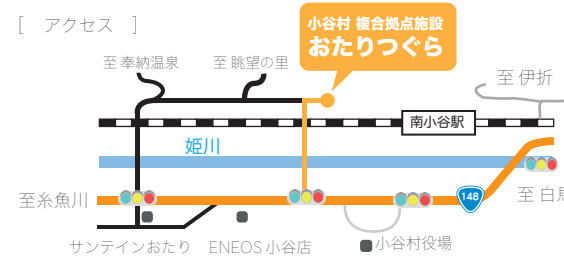 [ アクセス ]
小谷村 複合拠点施設
おたりつぐら
至 奉納温泉
至 眺望の里
至 伊折
南小谷駅
姫川
至糸魚川
148
至 白馬
サンテインおたり
ENEOS 小谷店
小谷村役場